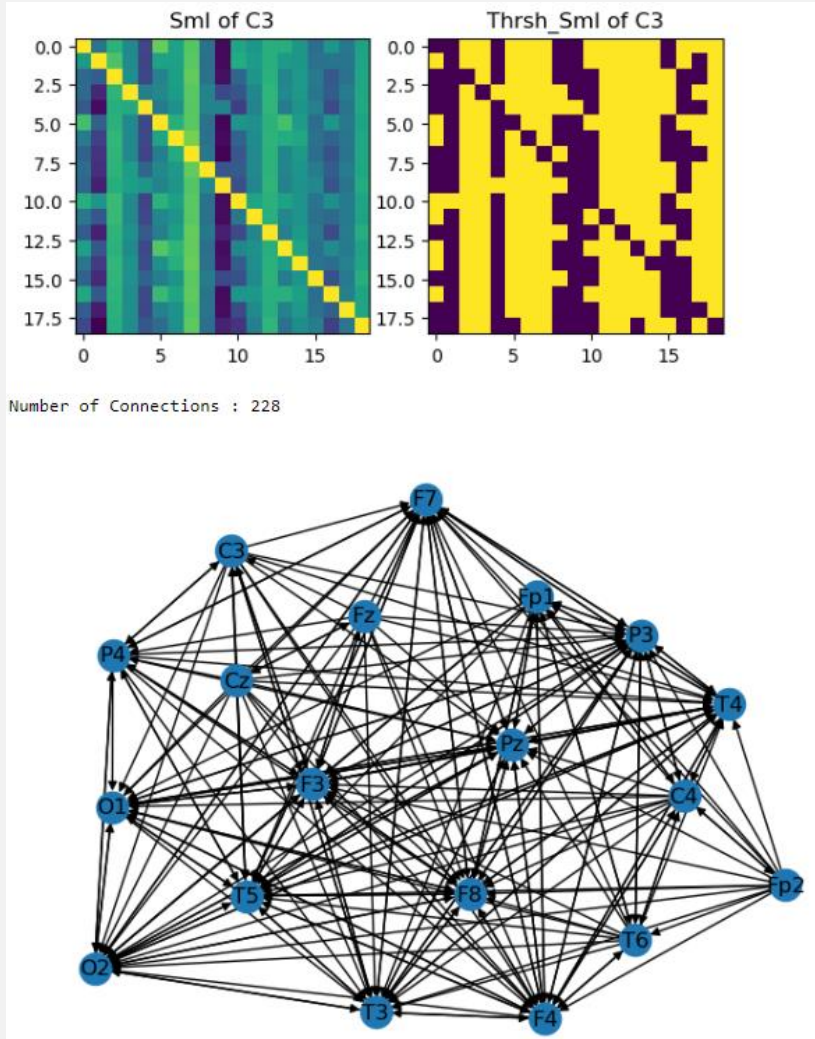 Sml of C3
Thrsh_Sml of C3
0.0
2.5
5.0
7.5
10.0
12.5
15.0
17.5
0
5
10
15
0.0
2.5
5.0
7.5
10.0
12.5
15.0
17.5
0
5
10
15
Number of Connections : 228
F7
C3
Fp1
Fz
P3
P4
Cz
T4
Pz
F3
C4
O1
Fp2
T5
F8
T6
O2
T3
F4